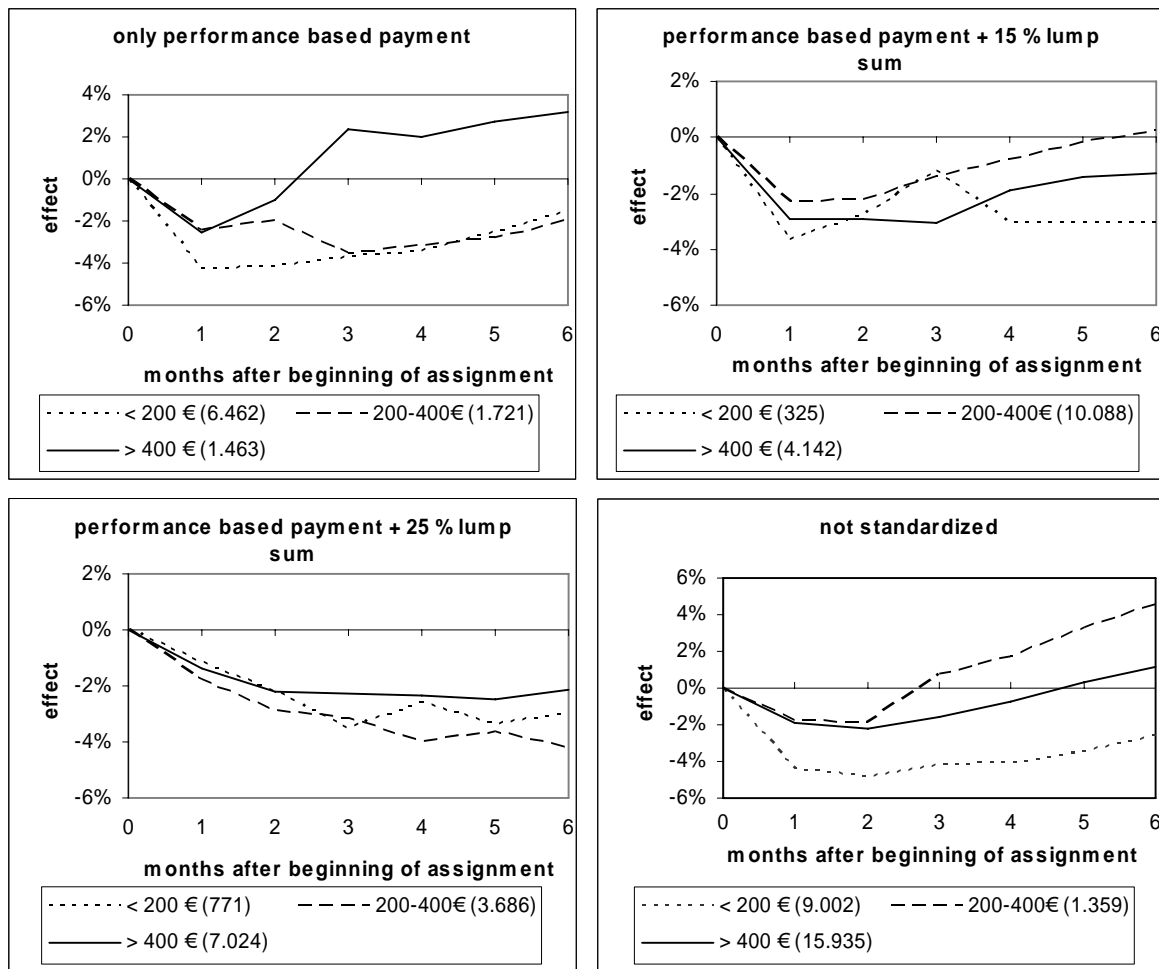 only performance based payment
4%
2%
0%
-2%
-4%
-6%
effect
0 1 2 3 4 5 6
months after beginning of assignment
< 200 € (6.462) 200-400€ (1.721)
> 400 € (1.463)
performance based payment + 15 % lump
sum
2%
0%
-2%
-4%
-6%
effect
0 1 2 3 4 5 6
months after beginning of assignment
< 200 € (325) 200-400€ (10.088)
> 400 € (4.142)
performance based payment + 25 % lump
sum
2%
0%
-2%
-4%
-6%
effect
0 1 2 3 4 5 6
months after beginning of assignment
< 200 € (771) 200-400€ (3.686)
> 400 € (7.024)
not standardized
6%
4%
2%
0%
-2%
-4%
-6%
effect
0 1 2 3 4 5 6
months after beginning of assignment
< 200 € (9.002) 200-400€ (1.359)
> 400 € (15.935)